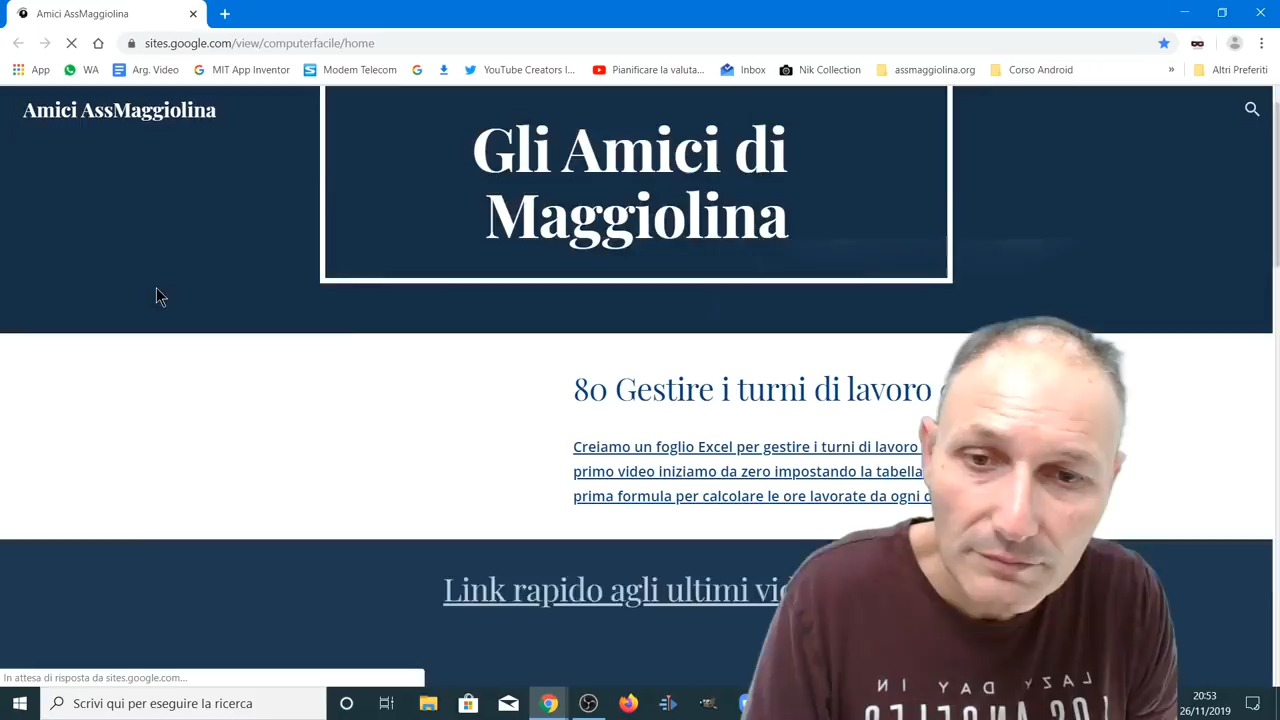 Amici AssMaggiolina
sites.google.com/view/computerfacile/home
App WA Arg. Video MIT App Inventor Modem Telecom YouTube Creators I... Pianificare la valuta... Inbox Nik Collection assmaggiolina.org Corso Android » Altri Preferiti
Amici AssMaggiolina
Gli Amici di
Maggiolina
80 Gestire i turni di lavoro
Creiamo un foglio Excel per gestire i turni di lavoro
primo video iniziamo da zero impostando la tabella
prima formula per calcolare le ore lavorate da ogni
Link rapido agli ultimi
LAZY DAY IN
LOS ANGELES
In attesa di risposta da sites.google.com...
Scrivi qui per eseguire la ricerca
20:53
26/11/2019